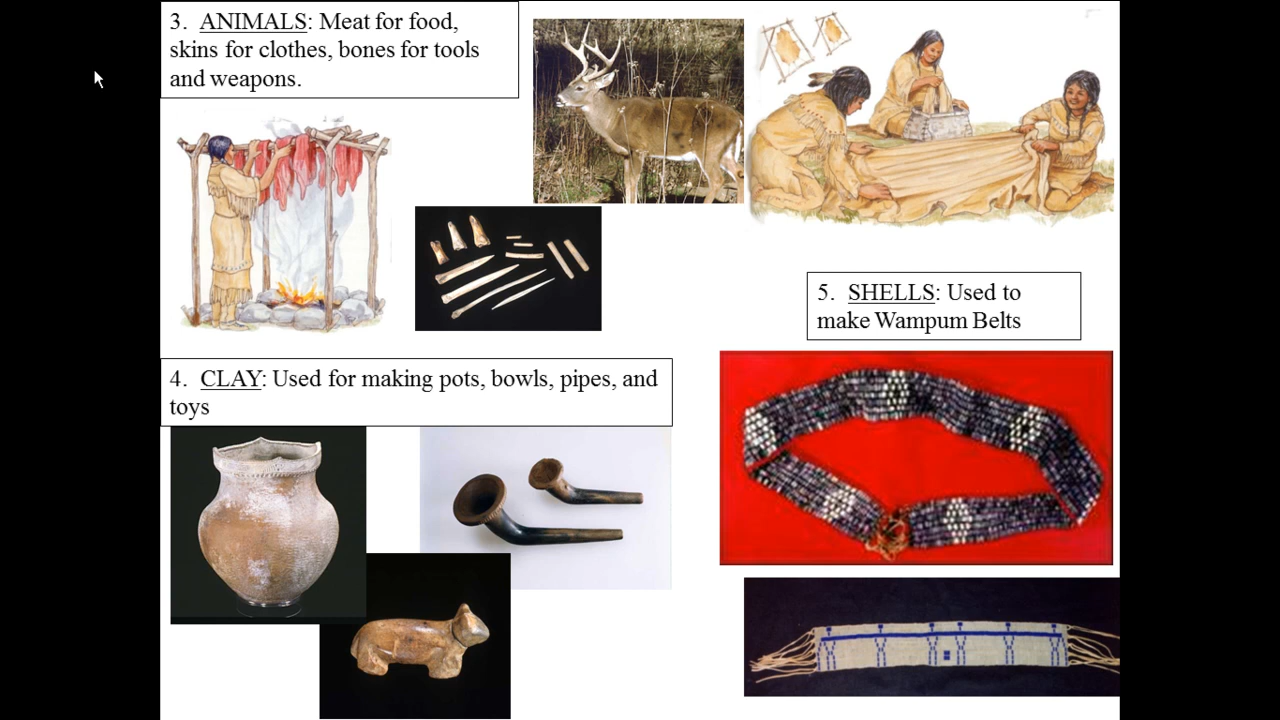 3. ANIMALS: Meat for food,
skins for clothes, bones for tools
and weapons.
5. SHELLS: Used to
make Wampum Belts
4. CLAY: Used for making pots, bowls, pipes, and
toys